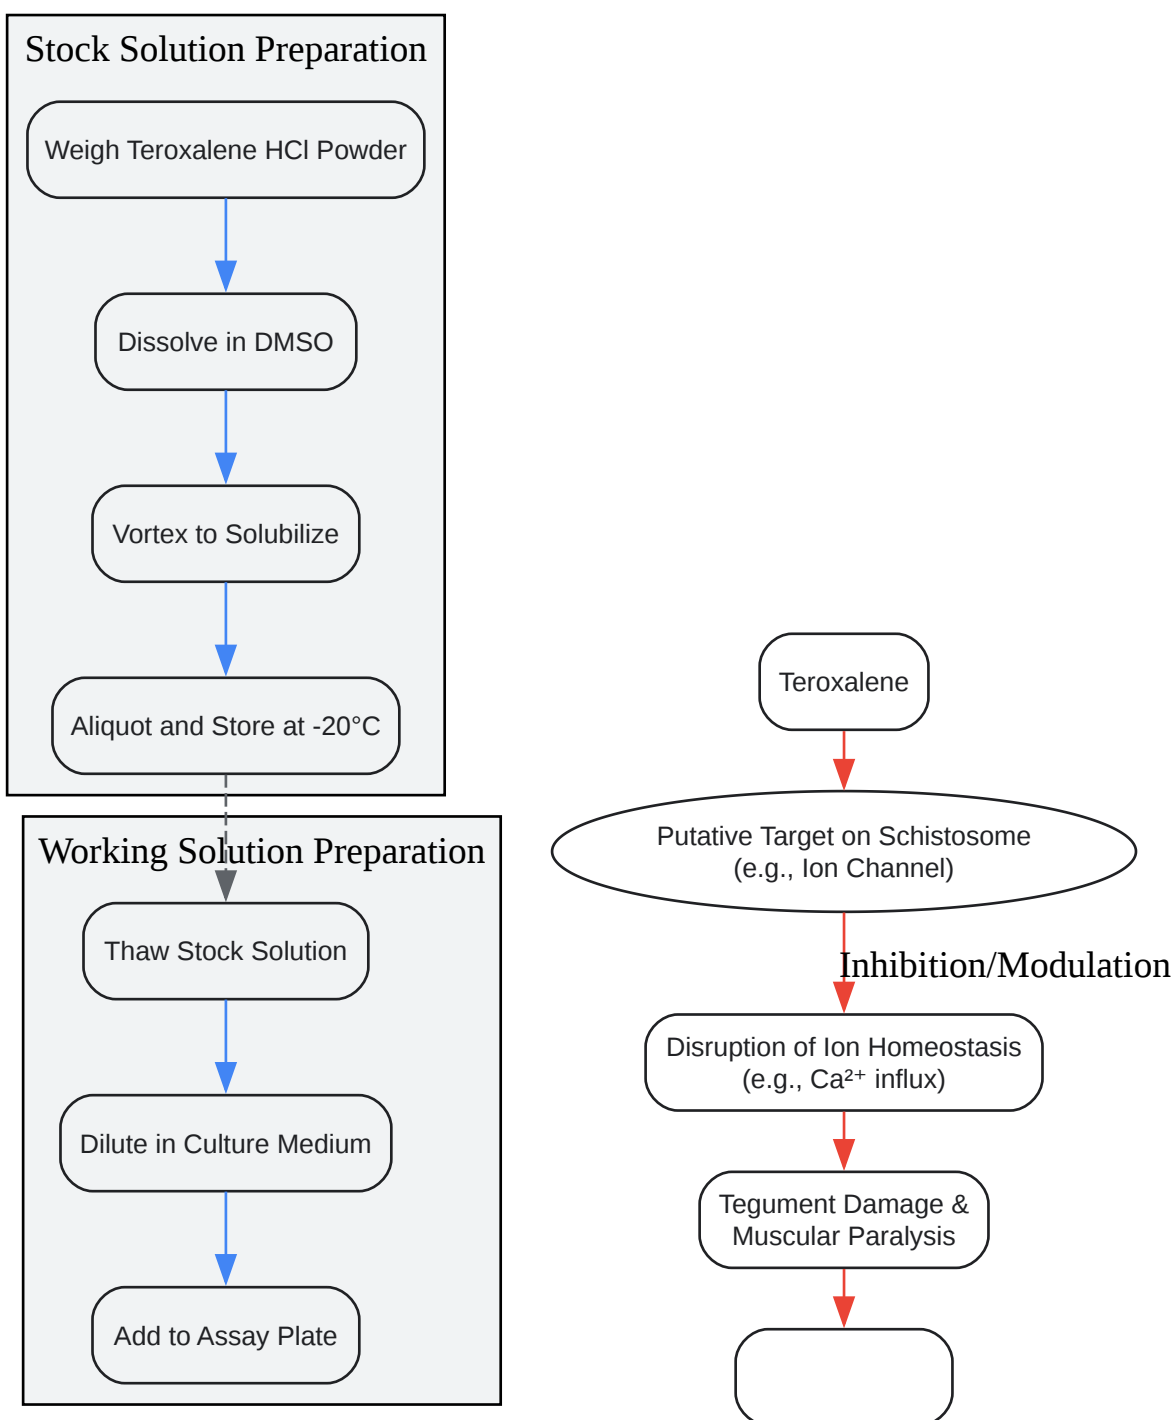 Stock Solution Preparation
Weigh Teroxalene HCl Powder
Dissolve in DMSO
Vortex to Solubilize
Aliquot and Store at -20°C
Working Solution Preparation
Thaw Stock Solution
Dilute in Culture Medium
Add to Assay Plate
Teroxalene
Putative Target on Schistosome
(e.g., Ion Channel)
Inhibition/Modulation
Disruption of Ion Homeostasis
(e.g., Ca²⁺ influx)
Tegument Damage &
Muscular Paralysis